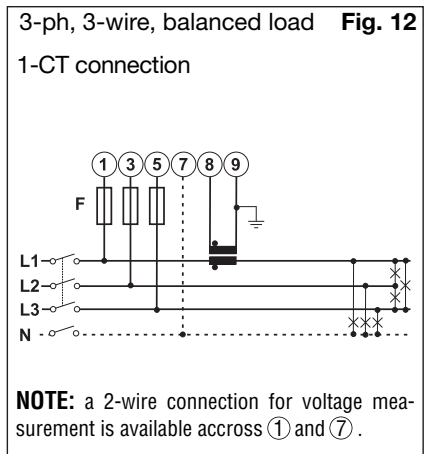 3-ph, 3-wire, balanced load Fig. 12
1-CT connection
1 3 5 7 8 9
F
L1
L2
L3
N
NOTE: a 2-wire connection for voltage mea-
surement is available accross ① and ⑦ .